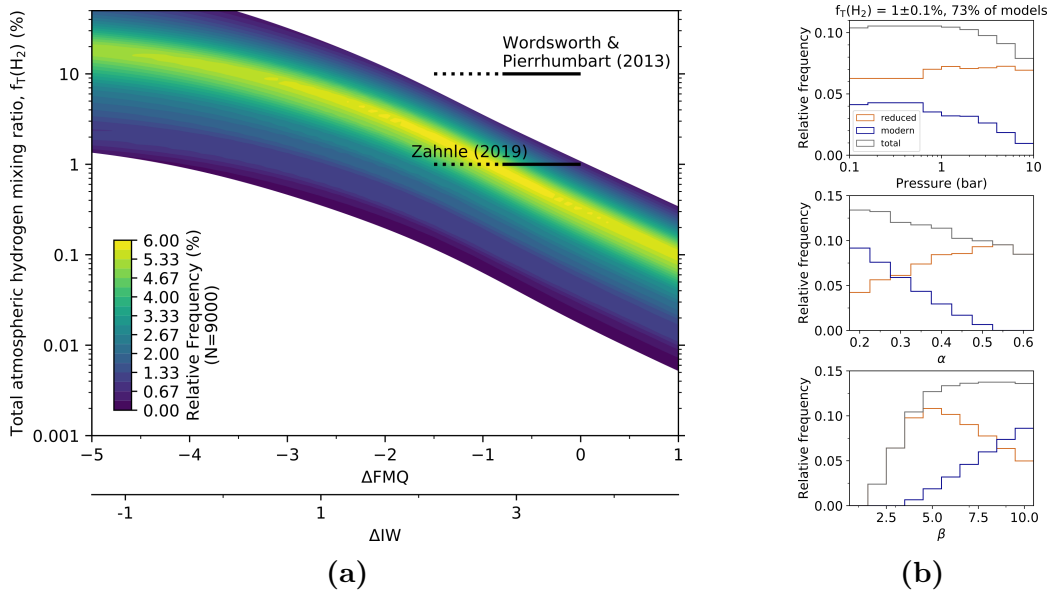 Total atmospheric hydrogen mixing ratio, f_T(H₂) (%)
10
1
0.1
0.01
0.001
Wordsworth &
Pierrhumbart (2013)
Zahnle (2019)
6.00
5.33
4.67
4.00
3.33
2.67
2.00
1.33
0.67
0.00
Relative Frequency (%)
(N=9000)
−5 −4 −3 −2 −1 0 1
ΔFMQ
-1 1 3
ΔIW
(a)
f_T(H₂) = 1±0.1%, 73% of models
Relative frequency
0.10
0.05
0.00
reduced
modern
total
0.1 1 10
Pressure (bar)
Relative frequency
0.15
0.10
0.05
0.00
0.2 0.3 0.4 0.5 0.6
α
Relative frequency
0.15
0.10
0.05
0.00
2.5 5.0 7.5 10.0
β
(b)